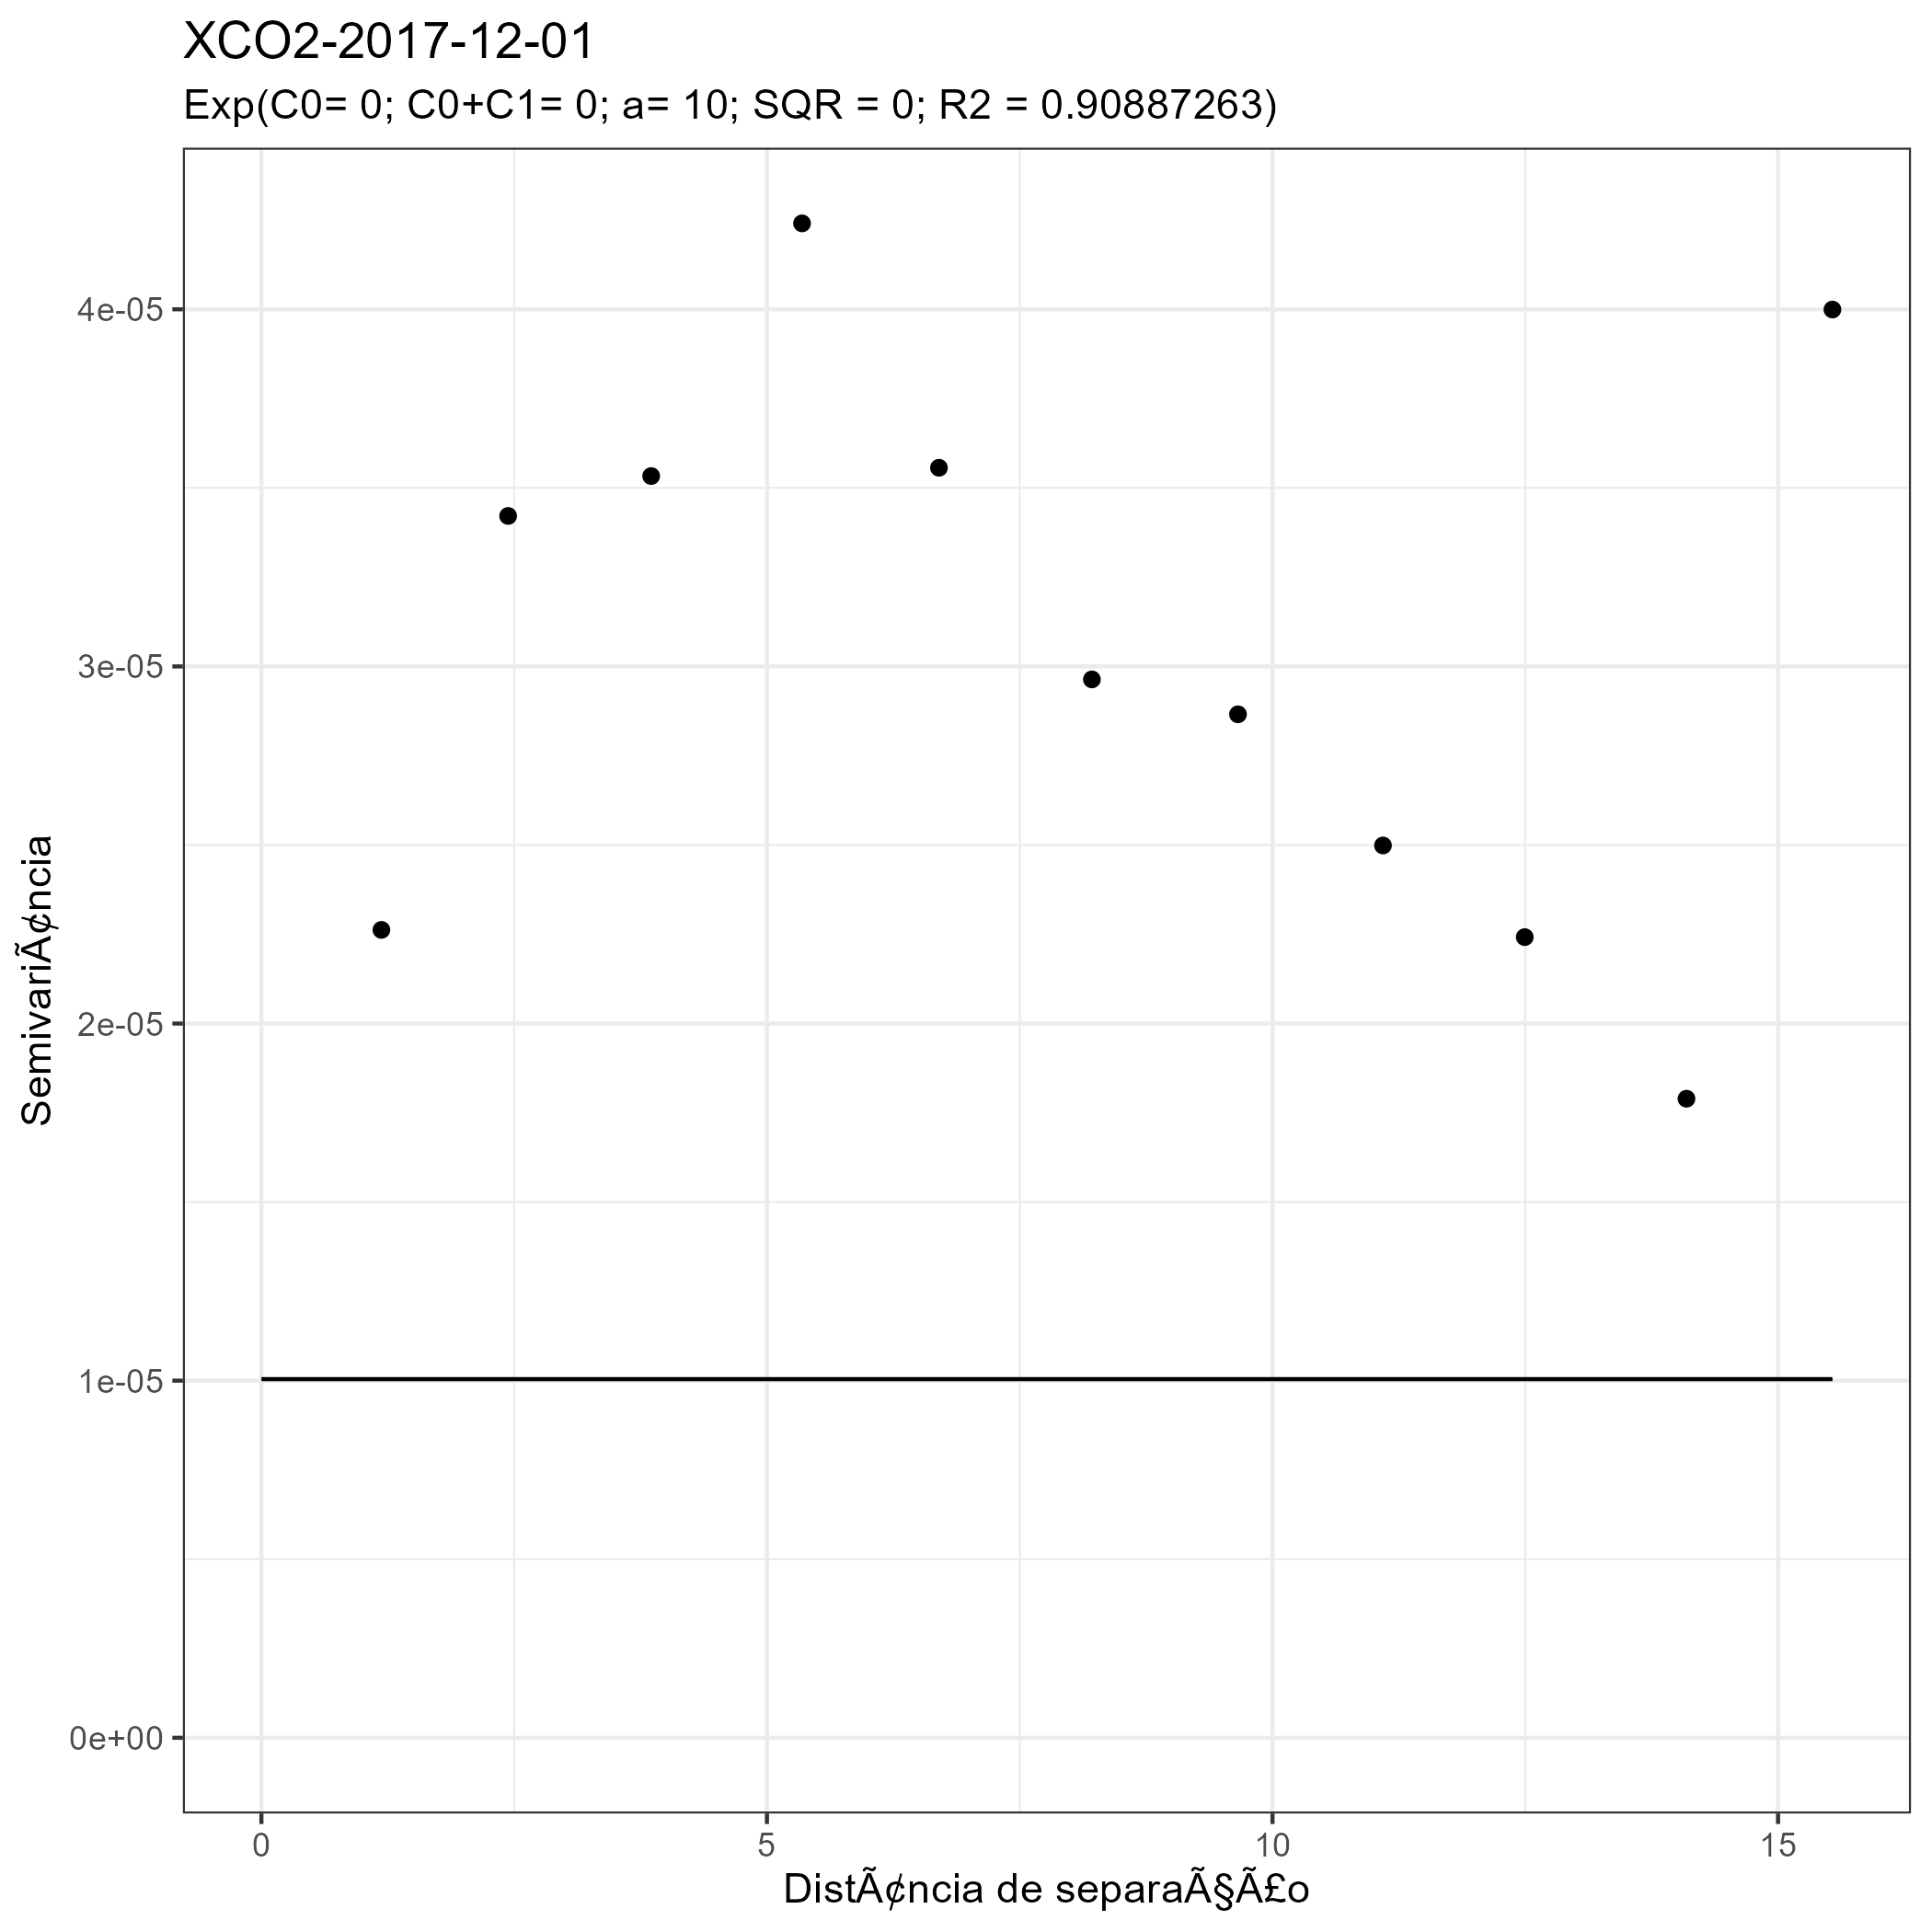 XCO2-2017-12-01
Exp(C0= 0; C0+C1= 0; a= 10; SQR = 0; R2 = 0.90887263)
SemivariÃ¢ncia
4e-05
3e-05
2e-05
1e-05
0e+00
0
5
10
15
DistÃ¢ncia de separaÃ§Ã£o